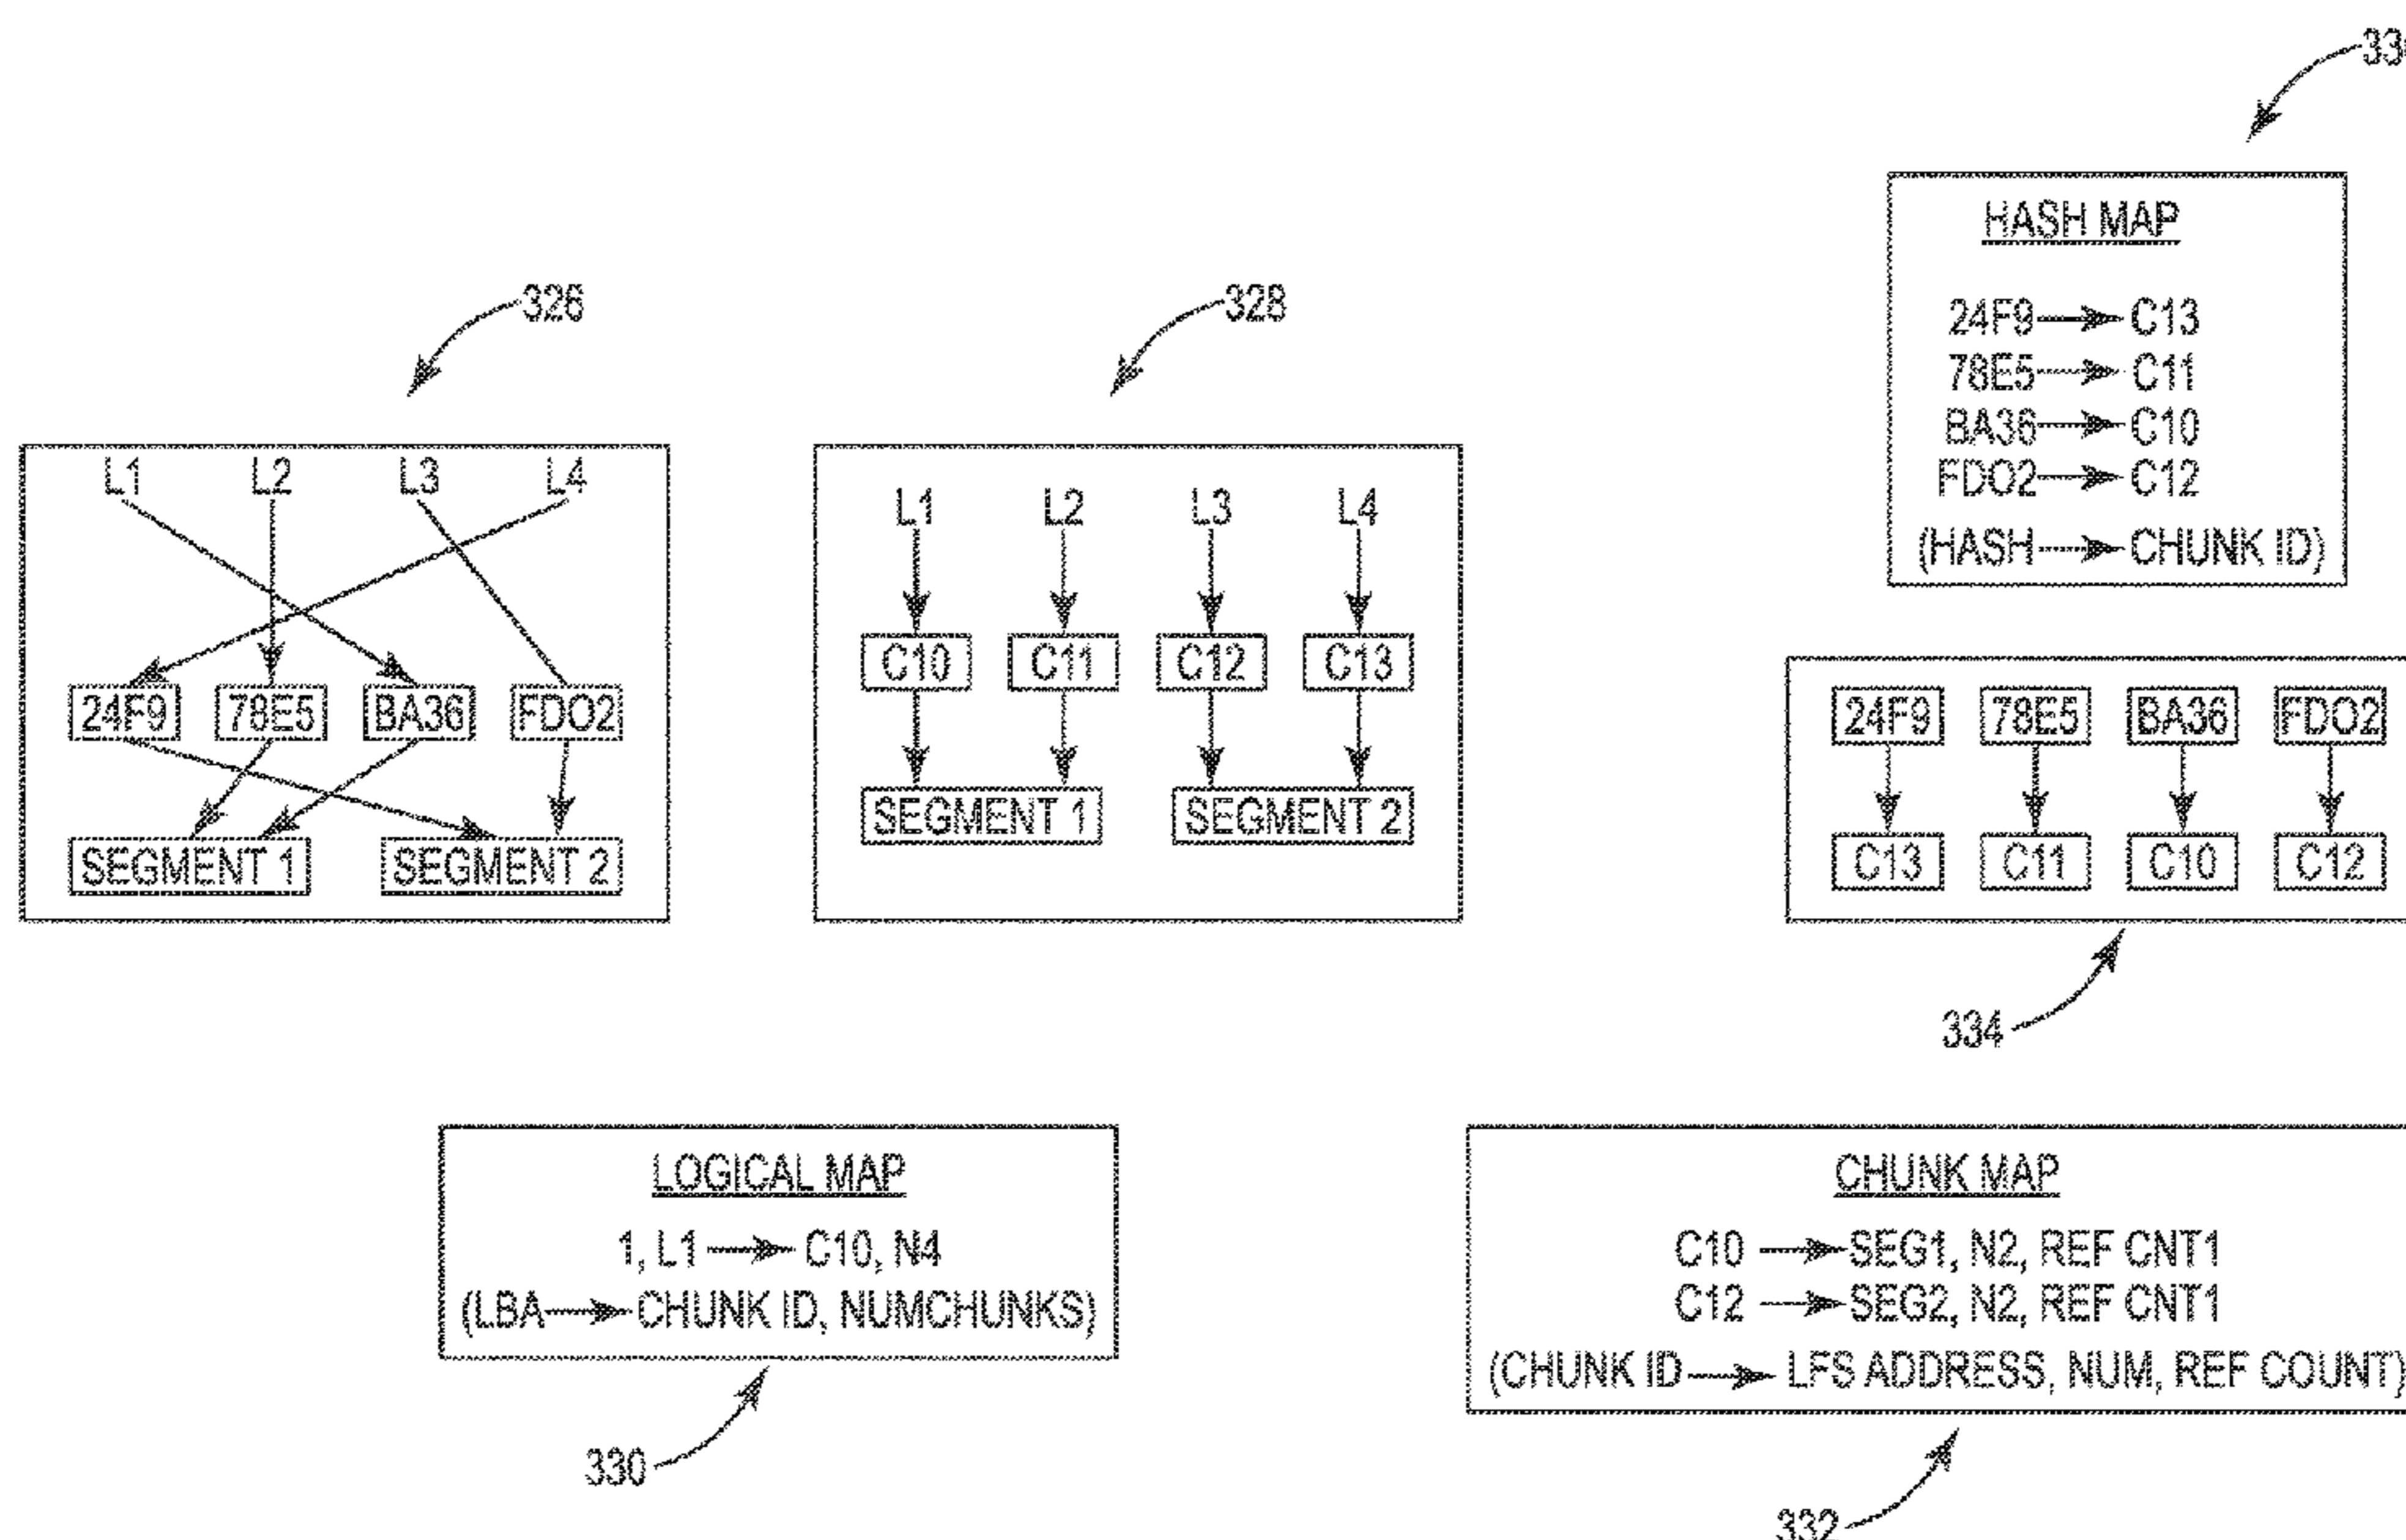 326
L1 L2 L3 L4
24F9 78E5 BA36 FDO2
SEGMENT 1 SEGMENT 2
328
L1 L2 L3 L4
C10 C11 C12 C13
SEGMENT 1 SEGMENT 2
HASH MAP
24F9 → C13
78E5 → C11
BA36 → C10
FDO2 → C12
(HASH → CHUNK ID)
24F9 78E5 BA36 FDO2
C13 C11 C10 C12
334
LOGICAL MAP
1, L1 → C10, N4
(LBA → CHUNK ID, NUMCHUNKS)
330
CHUNK MAP
C10 → SEG1, N2, REF CNT1
C12 → SEG2, N2, REF CNT1
(CHUNK ID → LFS ADDRESS, NUM, REF COUNT)
332